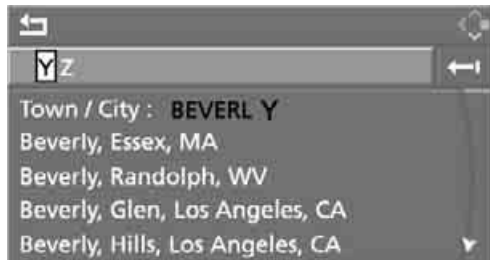 Y Z
Town / City : BEVERL Y
Beverly, Essex, MA
Beverly, Randolph, WV
Beverly, Glen, Los Angeles, CA
Beverly, Hills, Los Angeles, CA